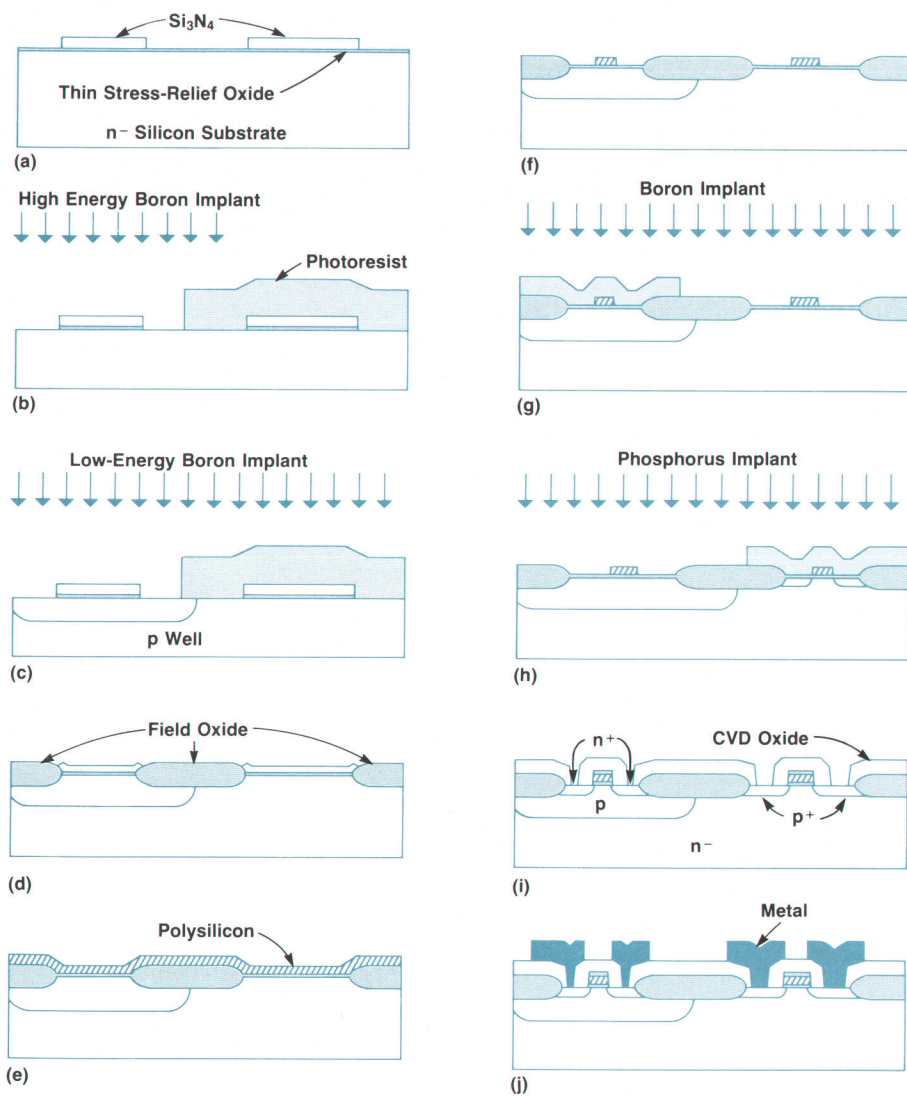 Si₃N₄
Thin Stress-Relief Oxide
n⁻ Silicon Substrate
(a)
High Energy Boron Implant
Photoresist
(b)
Low-Energy Boron Implant
p Well
(c)
Field Oxide
(d)
Polysilicon
(e)
(f)
Boron Implant
(g)
Phosphorus Implant
(h)
n⁺
CVD Oxide
p
p⁺
n⁻
(i)
Metal
(j)